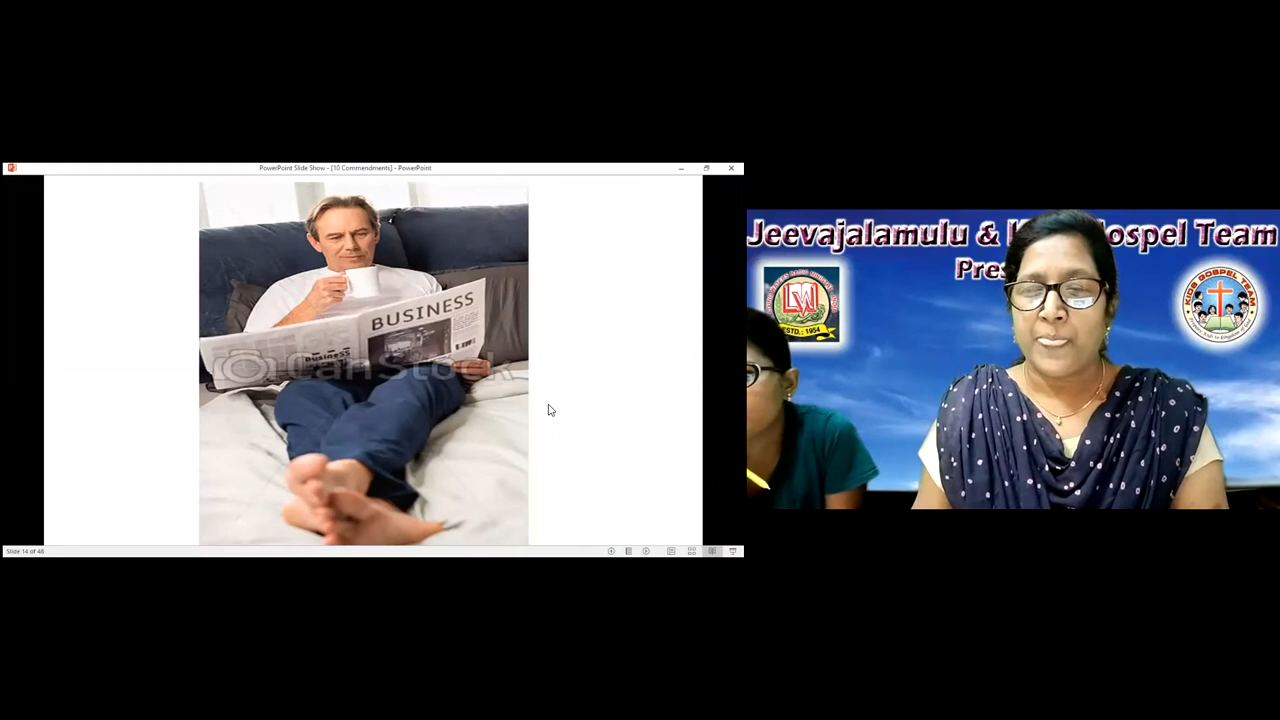 PowerPoint Slide Show - [10 Commendments] - PowerPoint
BUSINESS
Business
CanStock
Slide 14 of 48
Jeevajalamulu & K Gospel Team
Pres
LW
ESTD.: 1954
KIDS GOSPEL TEAM